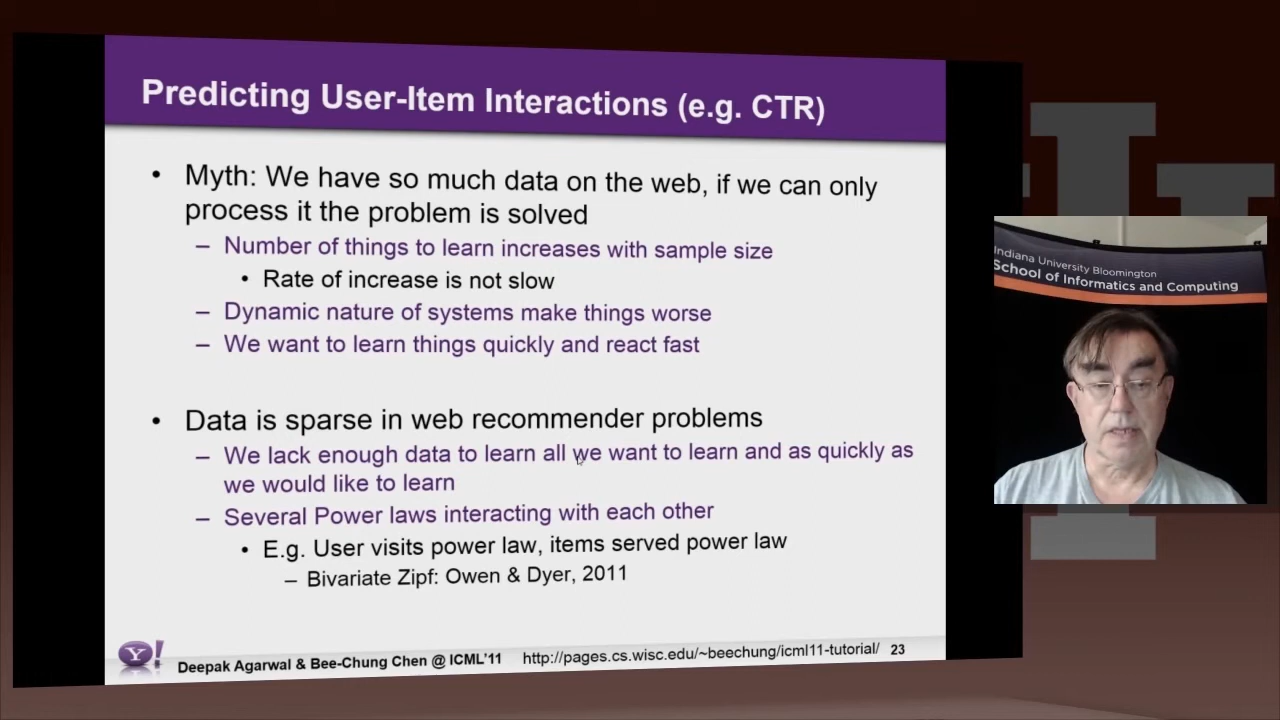 Predicting User-Item Interactions (e.g. CTR)
• Myth: We have so much data on the web, if we can only
process it the problem is solved
– Number of things to learn increases with sample size
• Rate of increase is not slow
– Dynamic nature of systems make things worse
– We want to learn things quickly and react fast
• Data is sparse in web recommender problems
– We lack enough data to learn all we want to learn and as quickly as
we would like to learn
– Several Power laws interacting with each other
• E.g. User visits power law, items served power law
– Bivariate Zipf: Owen & Dyer, 2011
Y!
Deepak Agarwal & Bee-Chung Chen @ ICML'11
http://pages.cs.wisc.edu/~beechung/icml11-tutorial/
23
Indiana University Bloomington
School of Informatics and Computing